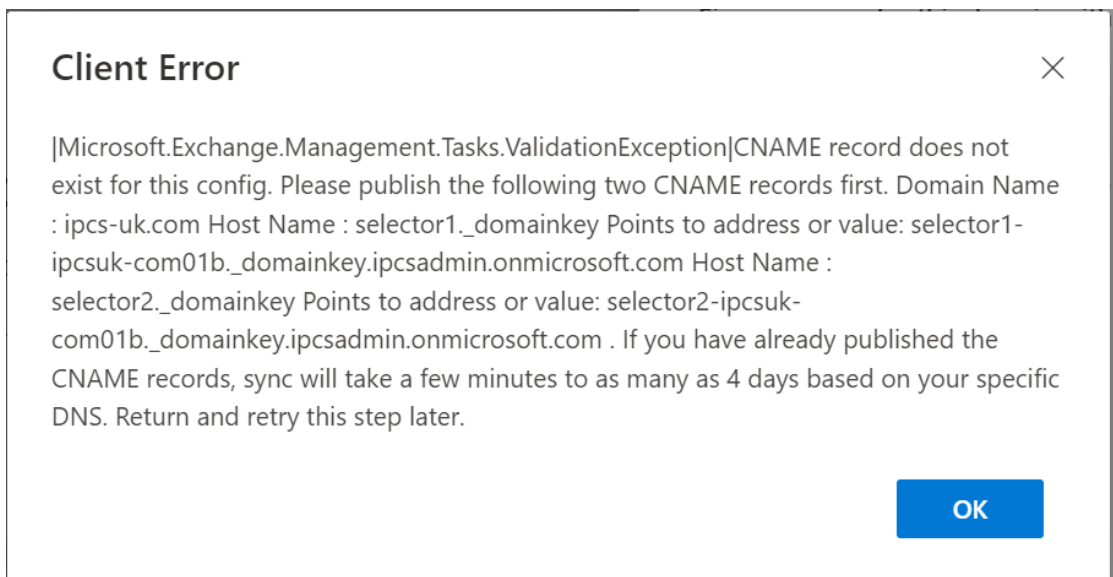 Client Error
|Microsoft.Exchange.Management.Tasks.ValidationException|CNAME record does not
exist for this config. Please publish the following two CNAME records first. Domain Name
: ipcs-uk.com Host Name : selector1._domainkey Points to address or value: selector1-
ipcsuk-com01b._domainkey.ipcsadmin.onmicrosoft.com Host Name :
selector2._domainkey Points to address or value: selector2-ipcsuk-
com01b._domainkey.ipcsadmin.onmicrosoft.com . If you have already published the
CNAME records, sync will take a few minutes to as many as 4 days based on your specific
DNS. Return and retry this step later.
OK